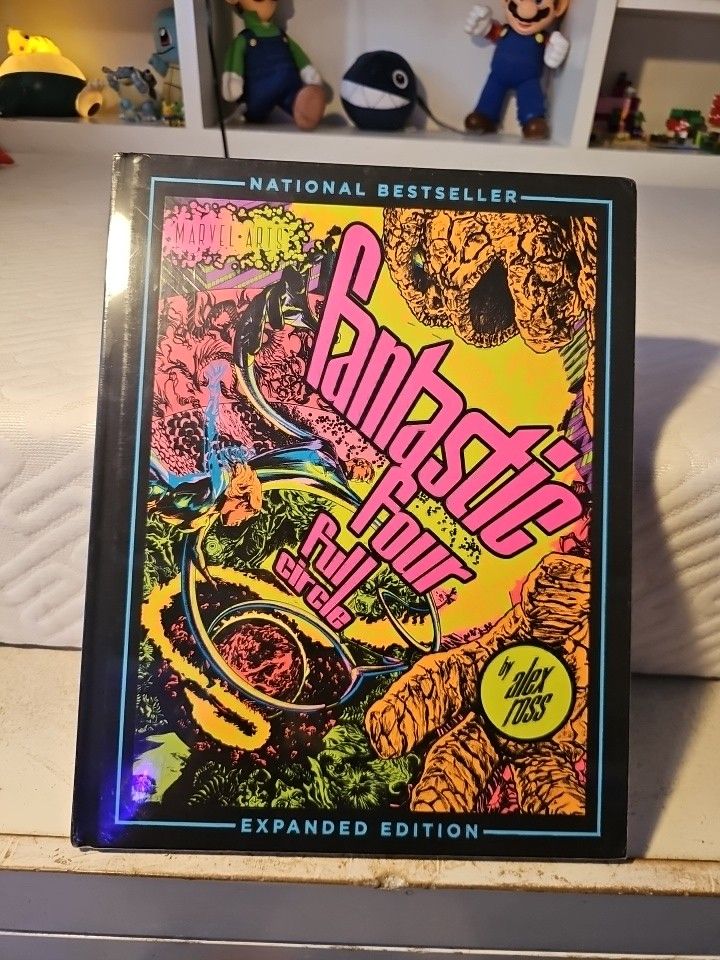 NATIONAL BESTSELLER
MARVEL ARTS
fantastic
four
full
circle
by
alex
ross
EXPANDED EDITION